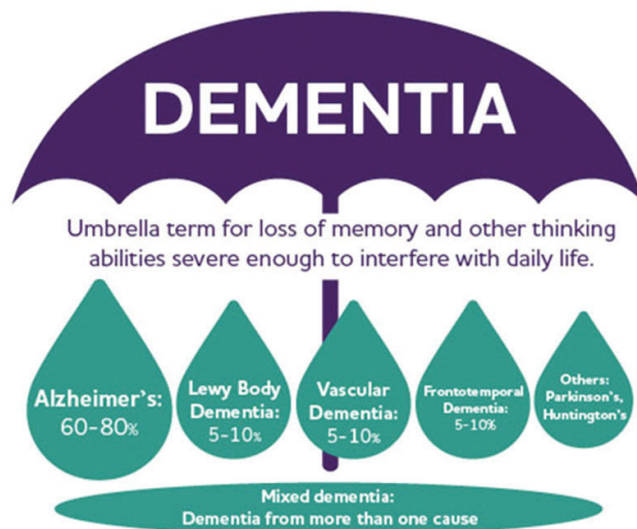 DEMENTIA
Umbrella term for loss of memory and other thinking
abilities severe enough to interfere with daily life.
Alzheimer's:
60-80%
Lewy Body
Dementia:
5-10%
Vascular
Dementia:
5-10%
Frontotemporal
Dementia:
5-10%
Others:
Parkinson's,
Huntington's
Mixed dementia:
Dementia from more than one cause